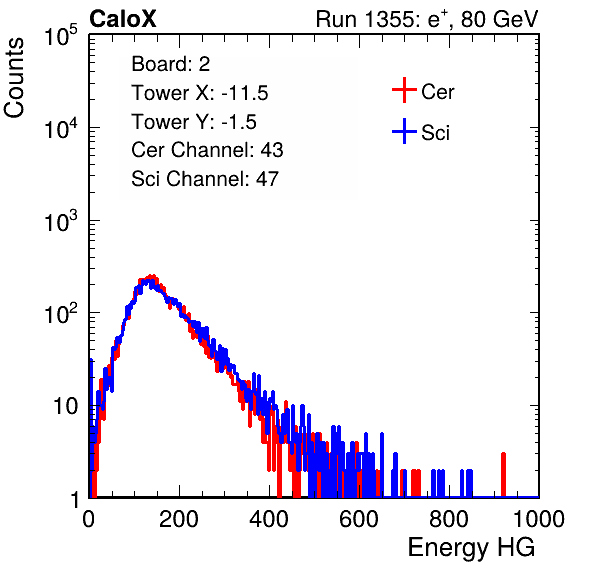 CaloX Run 1355: e⁺, 80 GeV
Counts
Board: 2
Tower X: -11.5
Tower Y: -1.5
Cer Channel: 43
Sci Channel: 47
Cer
Sci
10⁵
10⁴
10³
10²
10
1
0 200 400 600 800 1000
Energy HG